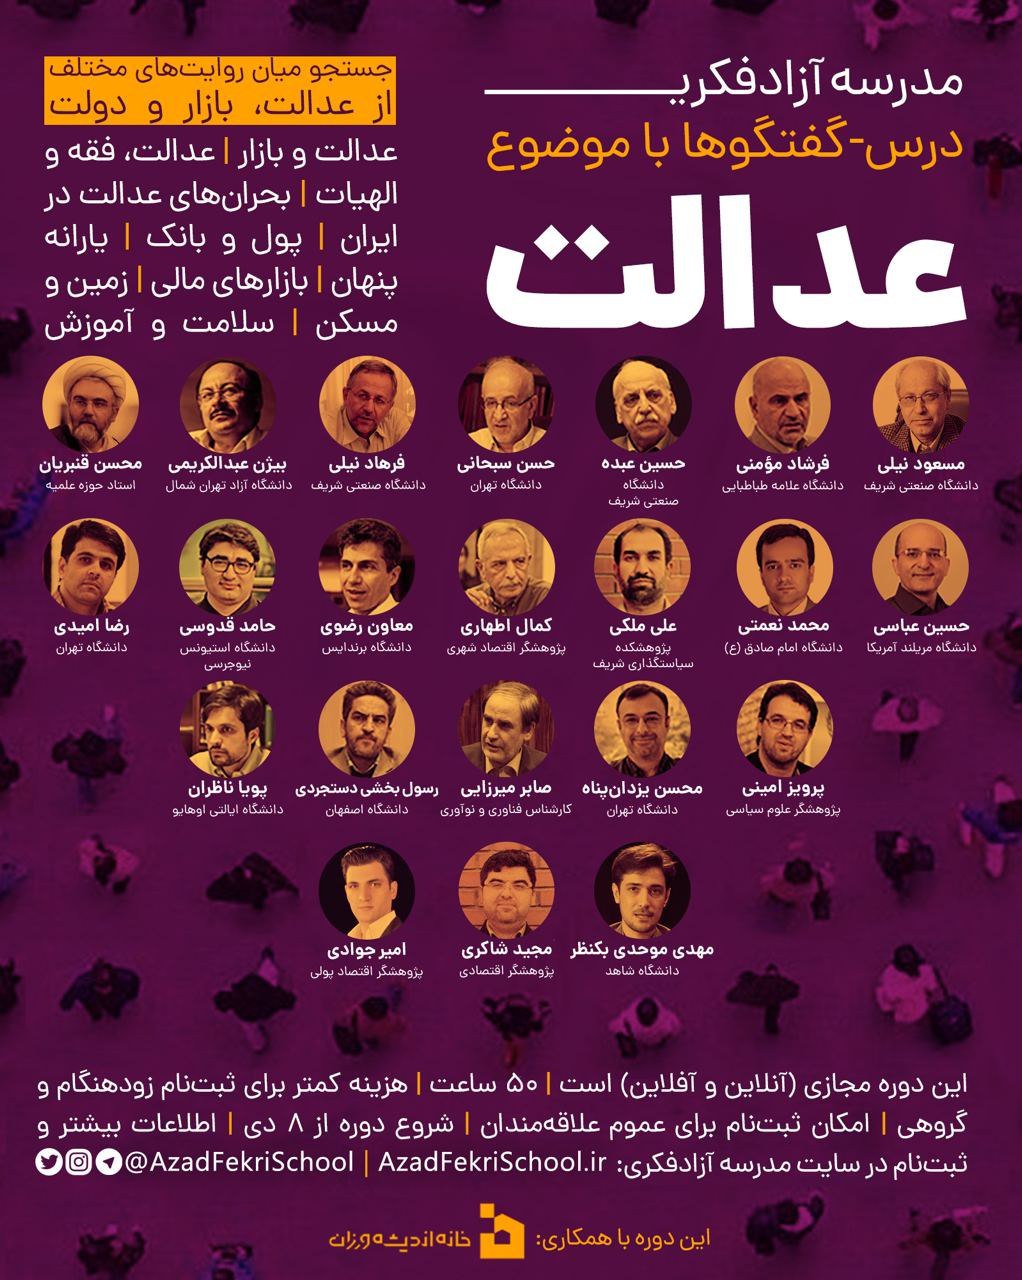 مدرسه آزادفکری
درس-گفتگوها با موضوع
عدالت
جستجو میان روایت‌های مختلف
از عدالت، بازار و دولت
عدالت و بازار | عدالت، فقه و
الهیات | بحران‌های عدالت در
ایران | پول و بانک | یارانه
پنهان | بازارهای مالی | زمین و
مسکن | سلامت و آموزش
مسعود نیلی
دانشگاه صنعتی شریف
فرشاد مؤمنی
دانشگاه علامه طباطبایی
حسین عبده
دانشگاه
صنعتی شریف
حسن سبحانی
دانشگاه تهران
فرهاد نیلی
دانشگاه صنعتی شریف
بیژن عبدالکریمی
دانشگاه آزاد تهران شمال
محسن قنبریان
استاد حوزه علمیه
حسین عباسی
دانشگاه مریلند آمریکا
محمد نعمتی
دانشگاه امام صادق (ع)
علی ملکی
پژوهشکده
سیاستگذاری شریف
کمال اطهاری
پژوهشگر اقتصاد شهری
معاون رضوی
دانشگاه برندایس
حامد قدوسی
دانشگاه استیونس
نیوجرسی
رضا امیدی
دانشگاه تهران
پرویز امینی
پژوهشگر علوم سیاسی
محسن یزدان‌پناه
دانشگاه تهران
صابر میرزایی
کارشناس فناوری و نوآوری
رسول بخشی دستجردی
دانشگاه اصفهان
پویا ناظران
دانشگاه ایالتی اوهایو
مهدی موحدی بکنظر
دانشگاه شاهد
مجید شاکری
پژوهشگر اقتصادی
امیر جوادی
پژوهشگر اقتصاد پولی
این دوره مجازی (آنلاین و آفلاین) است | ۵۰ ساعت | هزینه کمتر برای ثبت‌نام زودهنگام و
گروهی | امکان ثبت‌نام برای عموم علاقه‌مندان | شروع دوره از ۸ دی | اطلاعات بیشتر و
ثبت‌نام در سایت مدرسه آزادفکری: AzadFekriSchool.ir | @AzadFekriSchool
این دوره با همکاری:
خانه اندیشه‌ورزان